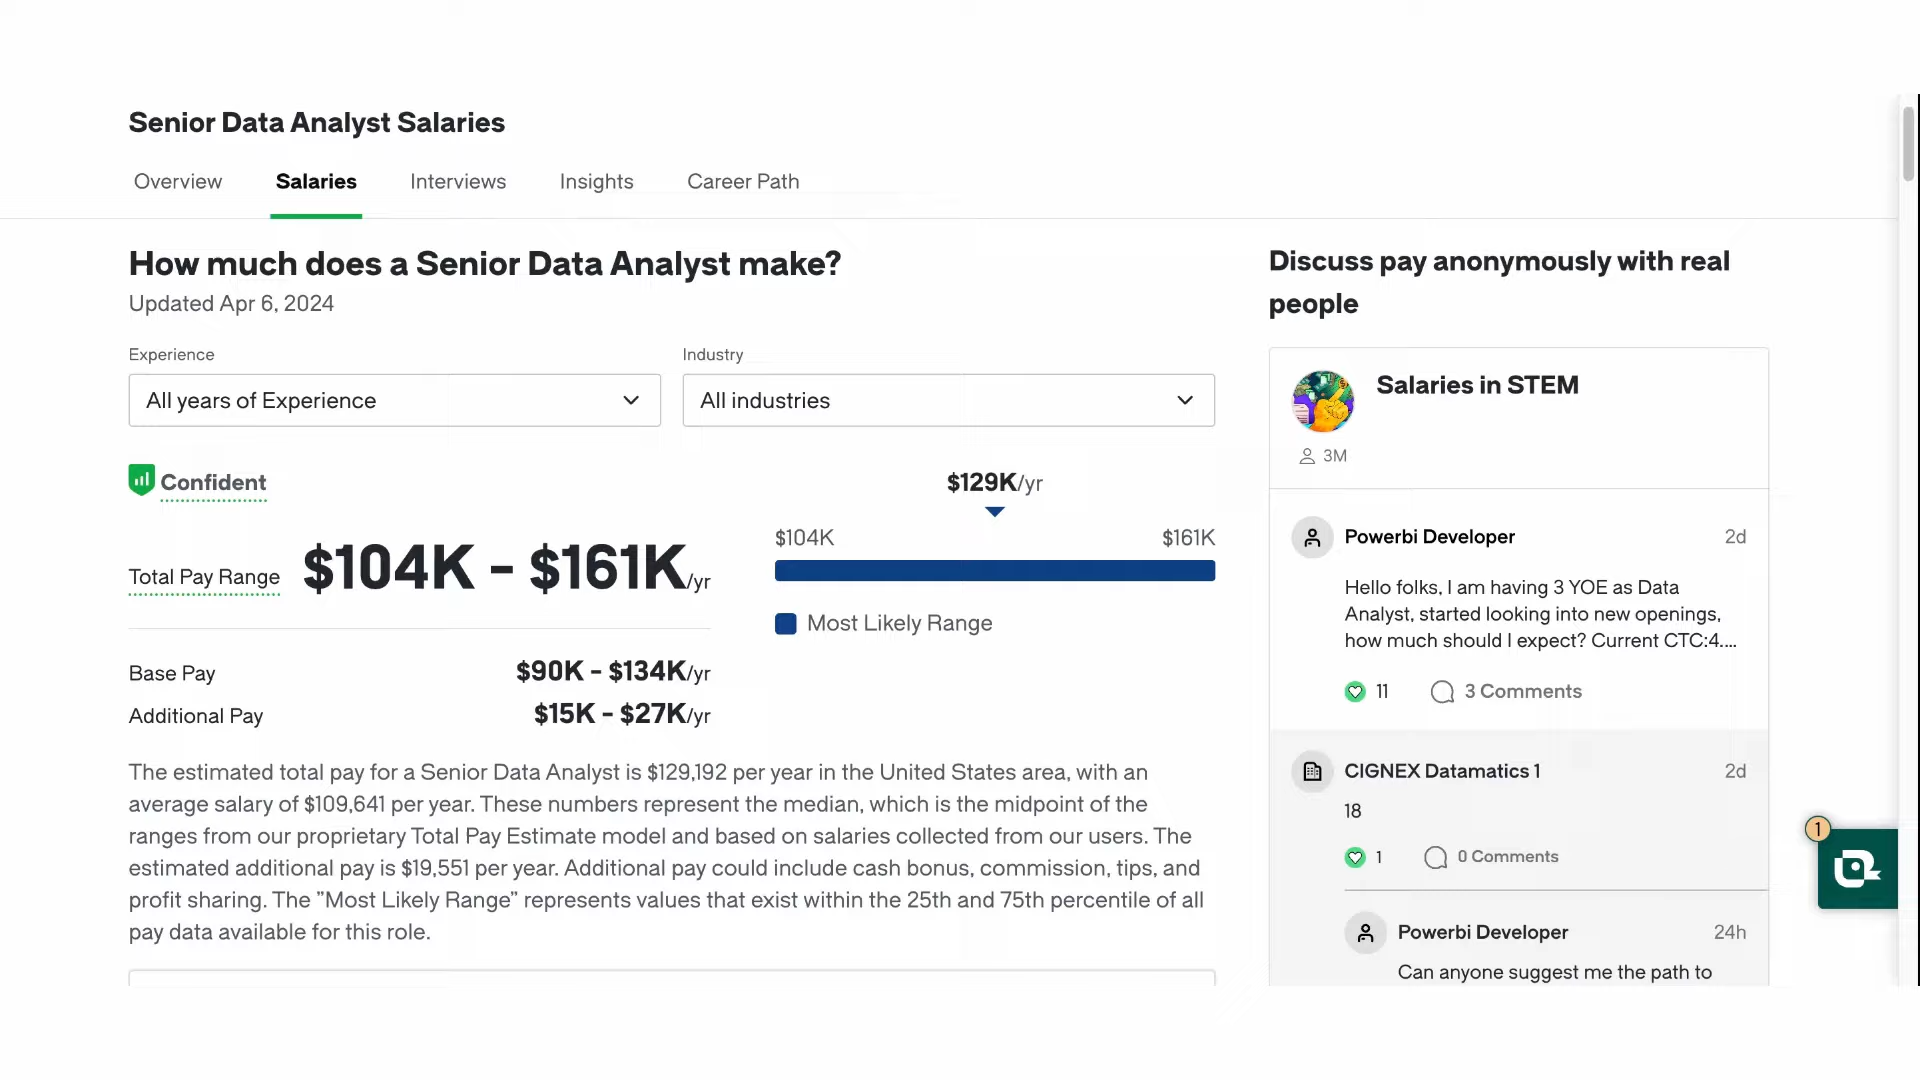 Senior Data Analyst Salaries
Overview Salaries Interviews Insights Career Path
How much does a Senior Data Analyst make?
Updated Apr 6, 2024
Experience
Industry
All years of Experience
All industries
Confident
Total Pay Range $104K - $161K/yr
Base Pay $90K - $134K/yr
Additional Pay $15K - $27K/yr
$129K/yr
$104K $161K
Most Likely Range
The estimated total pay for a Senior Data Analyst is $129,192 per year in the United States area, with an
average salary of $109,641 per year. These numbers represent the median, which is the midpoint of the
ranges from our proprietary Total Pay Estimate model and based on salaries collected from our users. The
estimated additional pay is $19,551 per year. Additional pay could include cash bonus, commission, tips, and
profit sharing. The "Most Likely Range" represents values that exist within the 25th and 75th percentile of all
pay data available for this role.
Discuss pay anonymously with real
people
Salaries in STEM
3M
Powerbi Developer 2d
Hello folks, I am having 3 YOE as Data
Analyst, started looking into new openings,
how much should I expect? Current CTC:4....
11 3 Comments
CIGNEX Datamatics 1 2d
18
1 0 Comments
Powerbi Developer 24h
Can anyone suggest me the path to
1